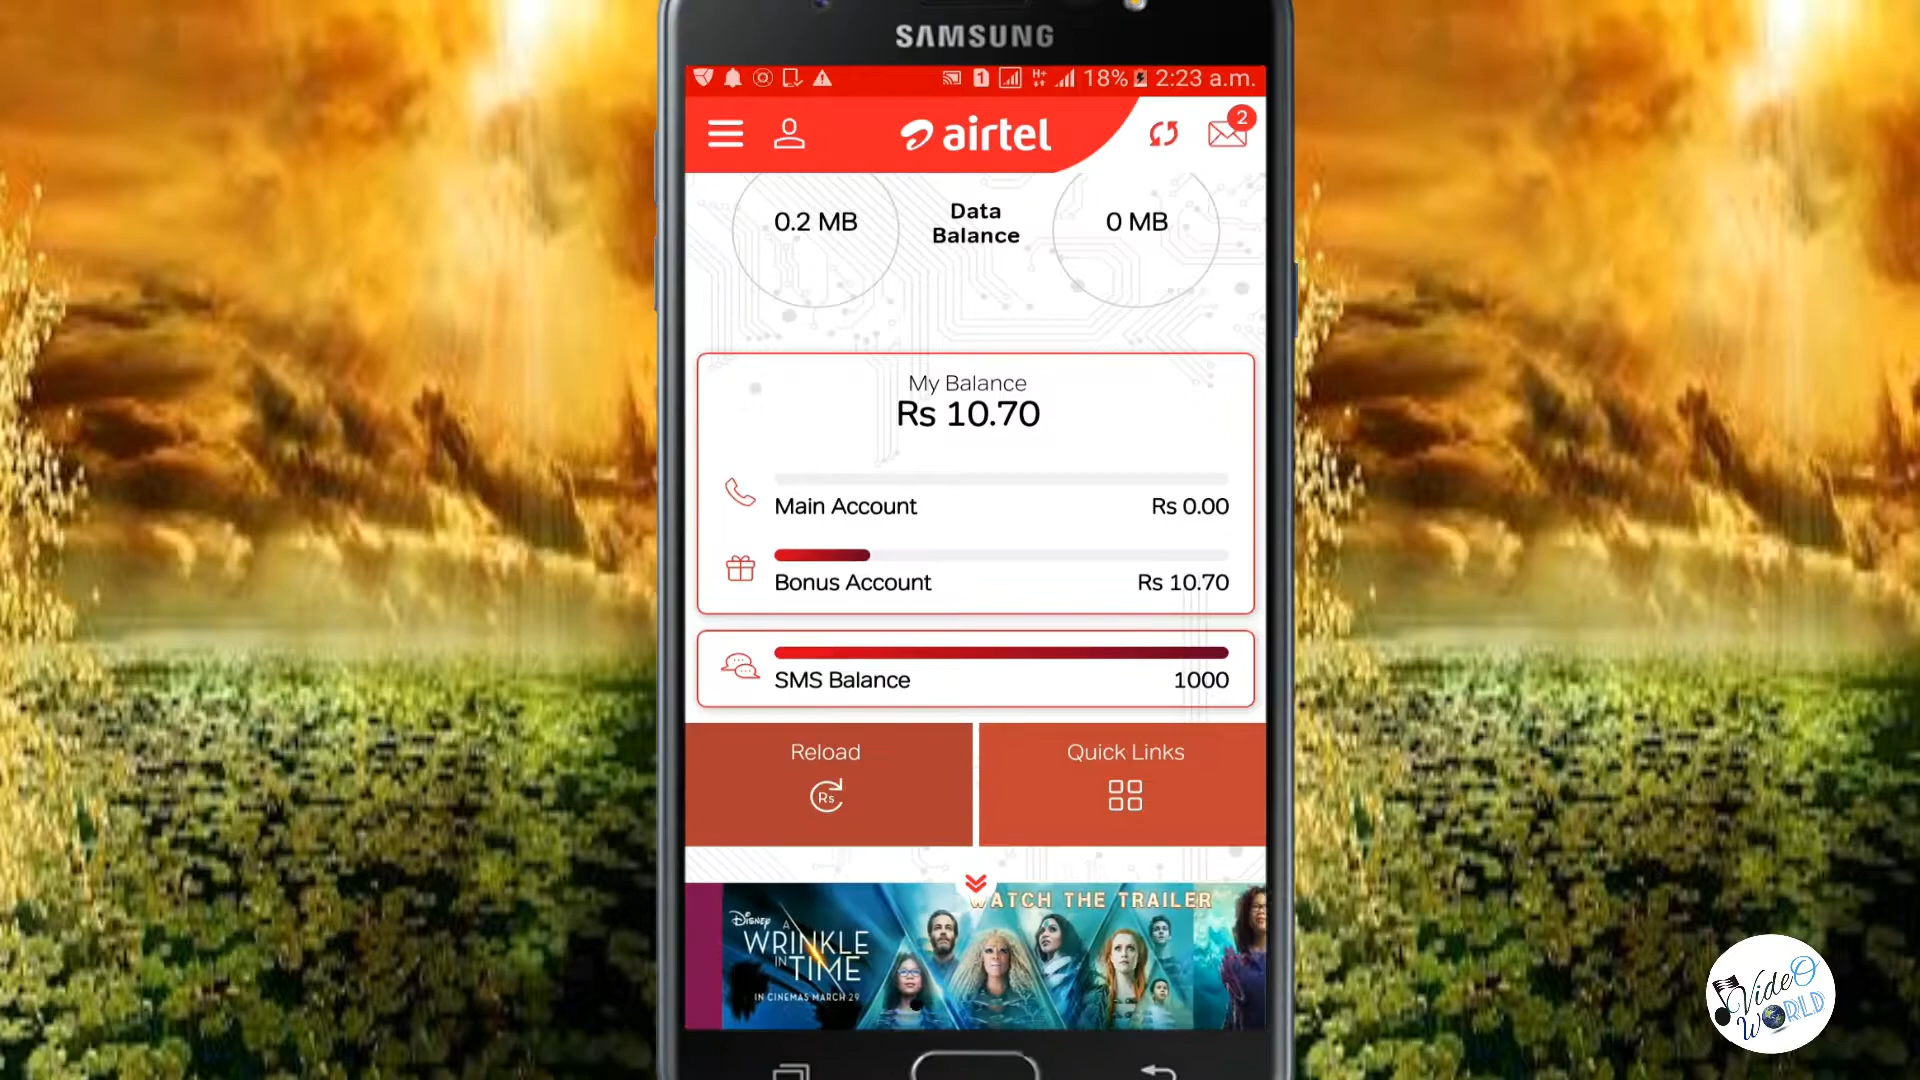 SAMSUNG
1 H+ 18% 2:23 a.m.
airtel
2
0.2 MB
Data
Balance
0 MB
My Balance
Rs 10.70
Main Account Rs 0.00
Bonus Account Rs 10.70
SMS Balance 1000
Reload
Rs
Quick Links
WATCH THE TRAILER
Disney
A
WRINKLE
IN TIME
IN CINEMAS MARCH 29
VideO
WORLD